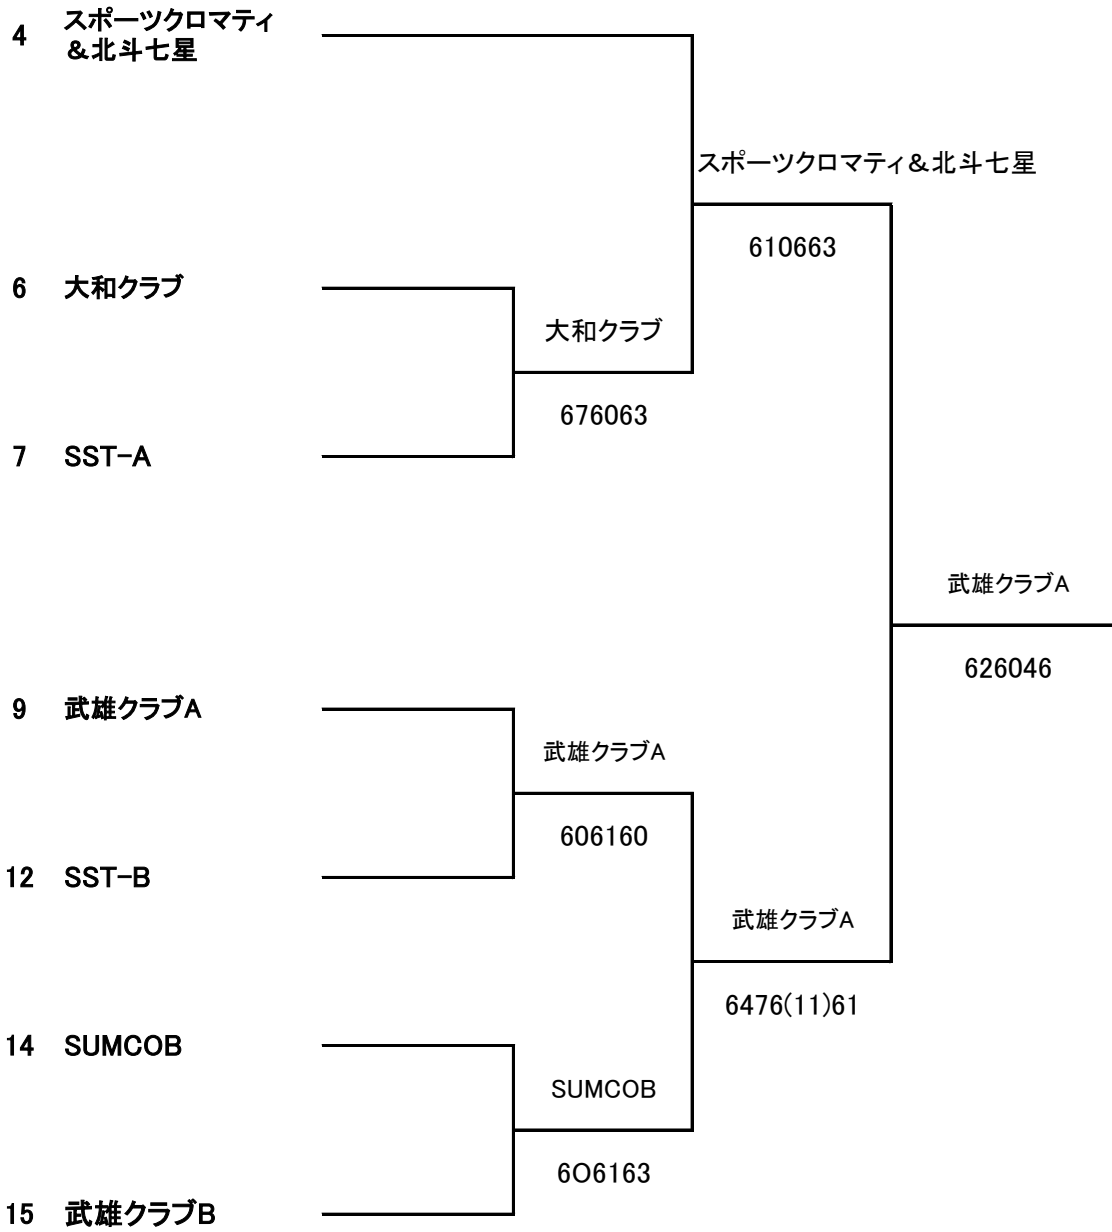 4 スポーツクロマティ
&北斗七星
スポーツクロマティ&北斗七星
610663
6 大和クラブ
大和クラブ
676063
7 SST-A
武雄クラブA
626046
9 武雄クラブA
武雄クラブA
606160
12 SST-B
武雄クラブA
6476(11)61
14 SUMCOB
SUMCOB
6O6163
15 武雄クラブB